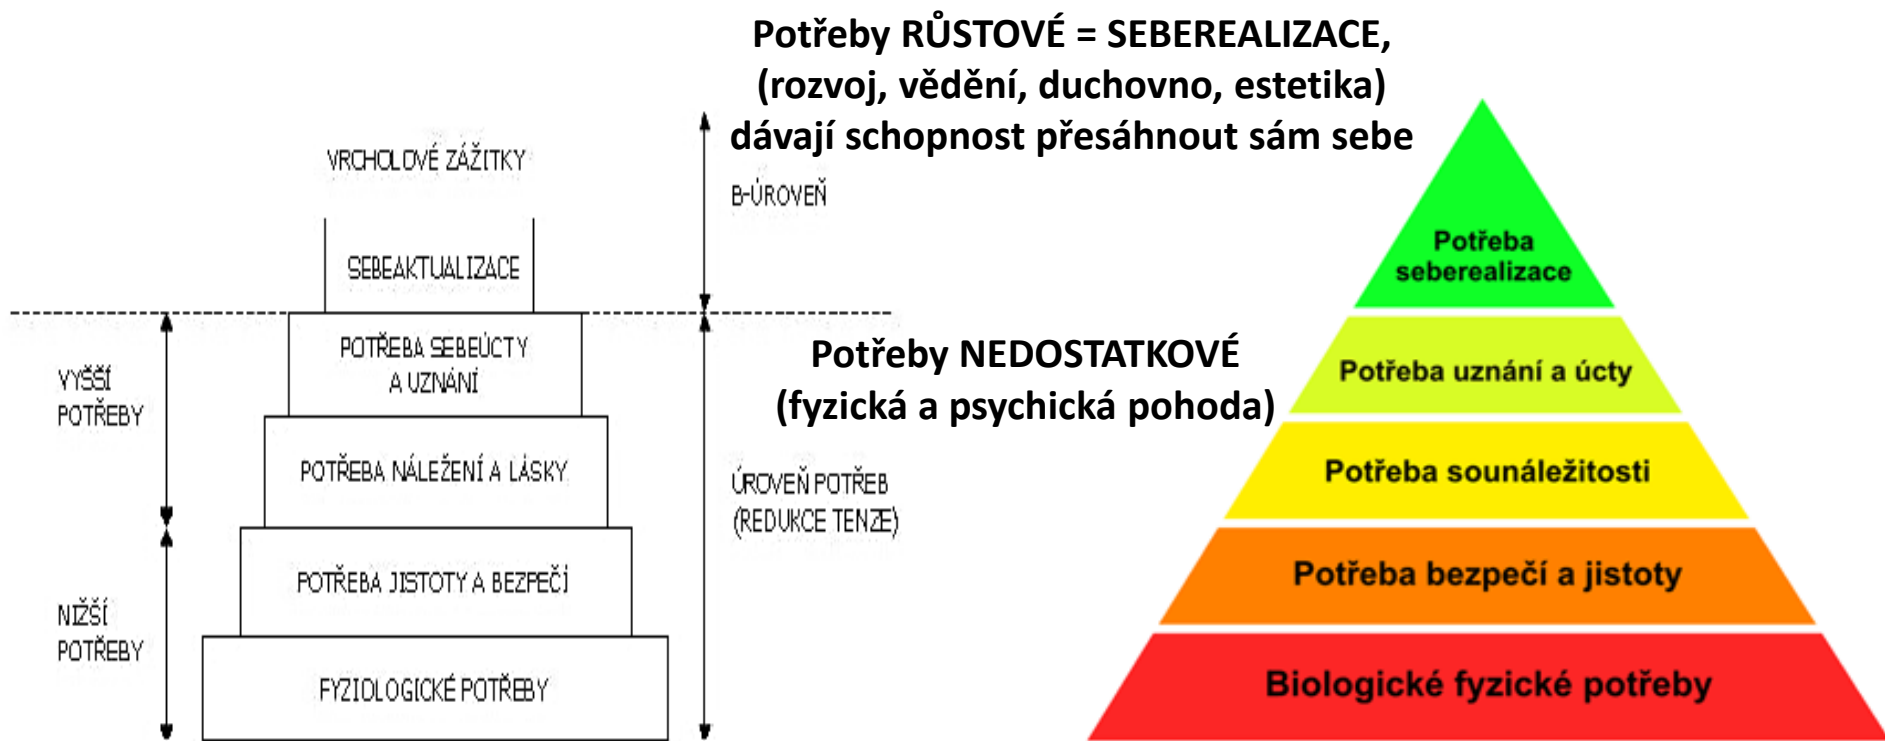 Potřeby RŮSTOVÉ = SEBEREALIZACE,
(rozvoj, vědění, duchovno, estetika)
dávají schopnost přesáhnout sám sebe
VRCHOLOVÉ ZÁŽITKY
B-ÚROVEŇ
SEBEAKTUALIZACE
POTŘEBA SEBEÚCTY
A UZNÁNÍ
VYŠŠÍ
POTŘEBY
POTŘEBA NÁLEŽENÍ A LÁSKY
POTŘEBA JISTOTY A BEZPEČÍ
NIŽŠÍ
POTŘEBY
FYZIOLOGICKÉ POTŘEBY
Potřeby NEDOSTATKOVÉ
(fyzická a psychická pohoda)
ÚROVEŇ POTŘEB
(REDUKCE TENZE)
Potřeba
seberealizace
Potřeba uznání a úcty
Potřeba sounáležitosti
Potřeba bezpečí a jistoty
Biologické fyzické potřeby